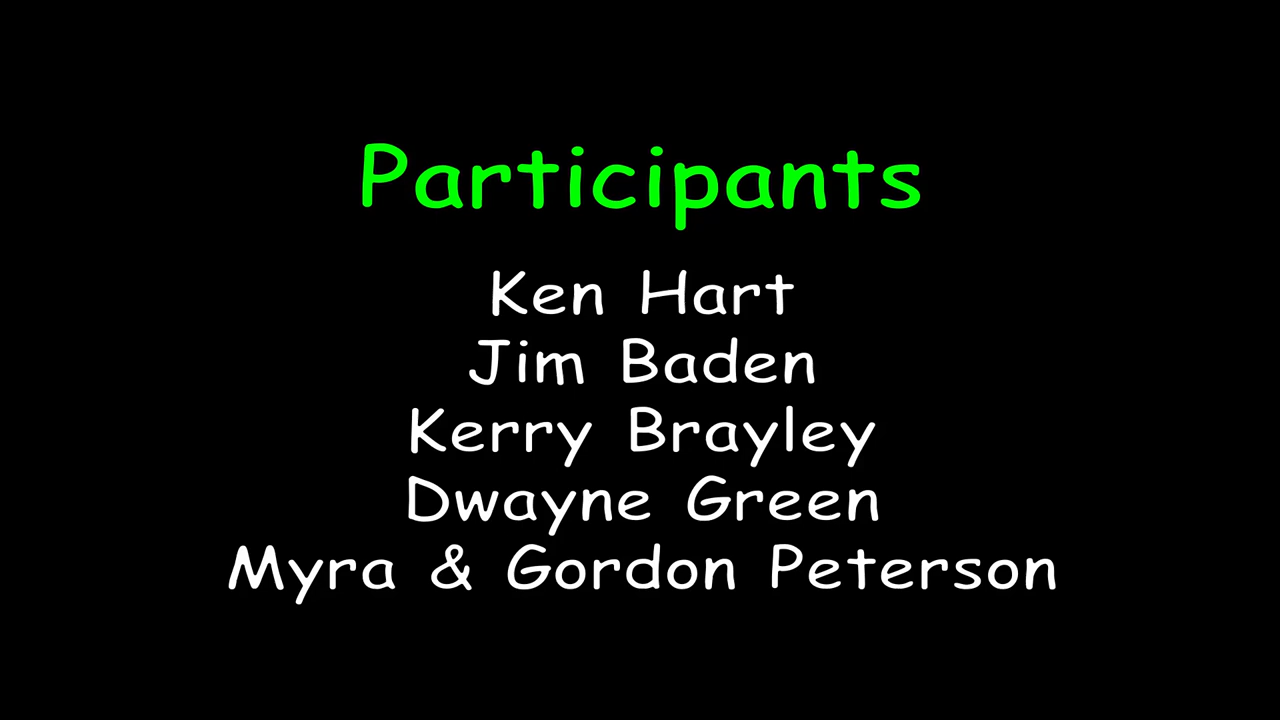 Participants
Ken Hart
Jim Baden
Kerry Brayley
Dwayne Green
Myra & Gordon Peterson